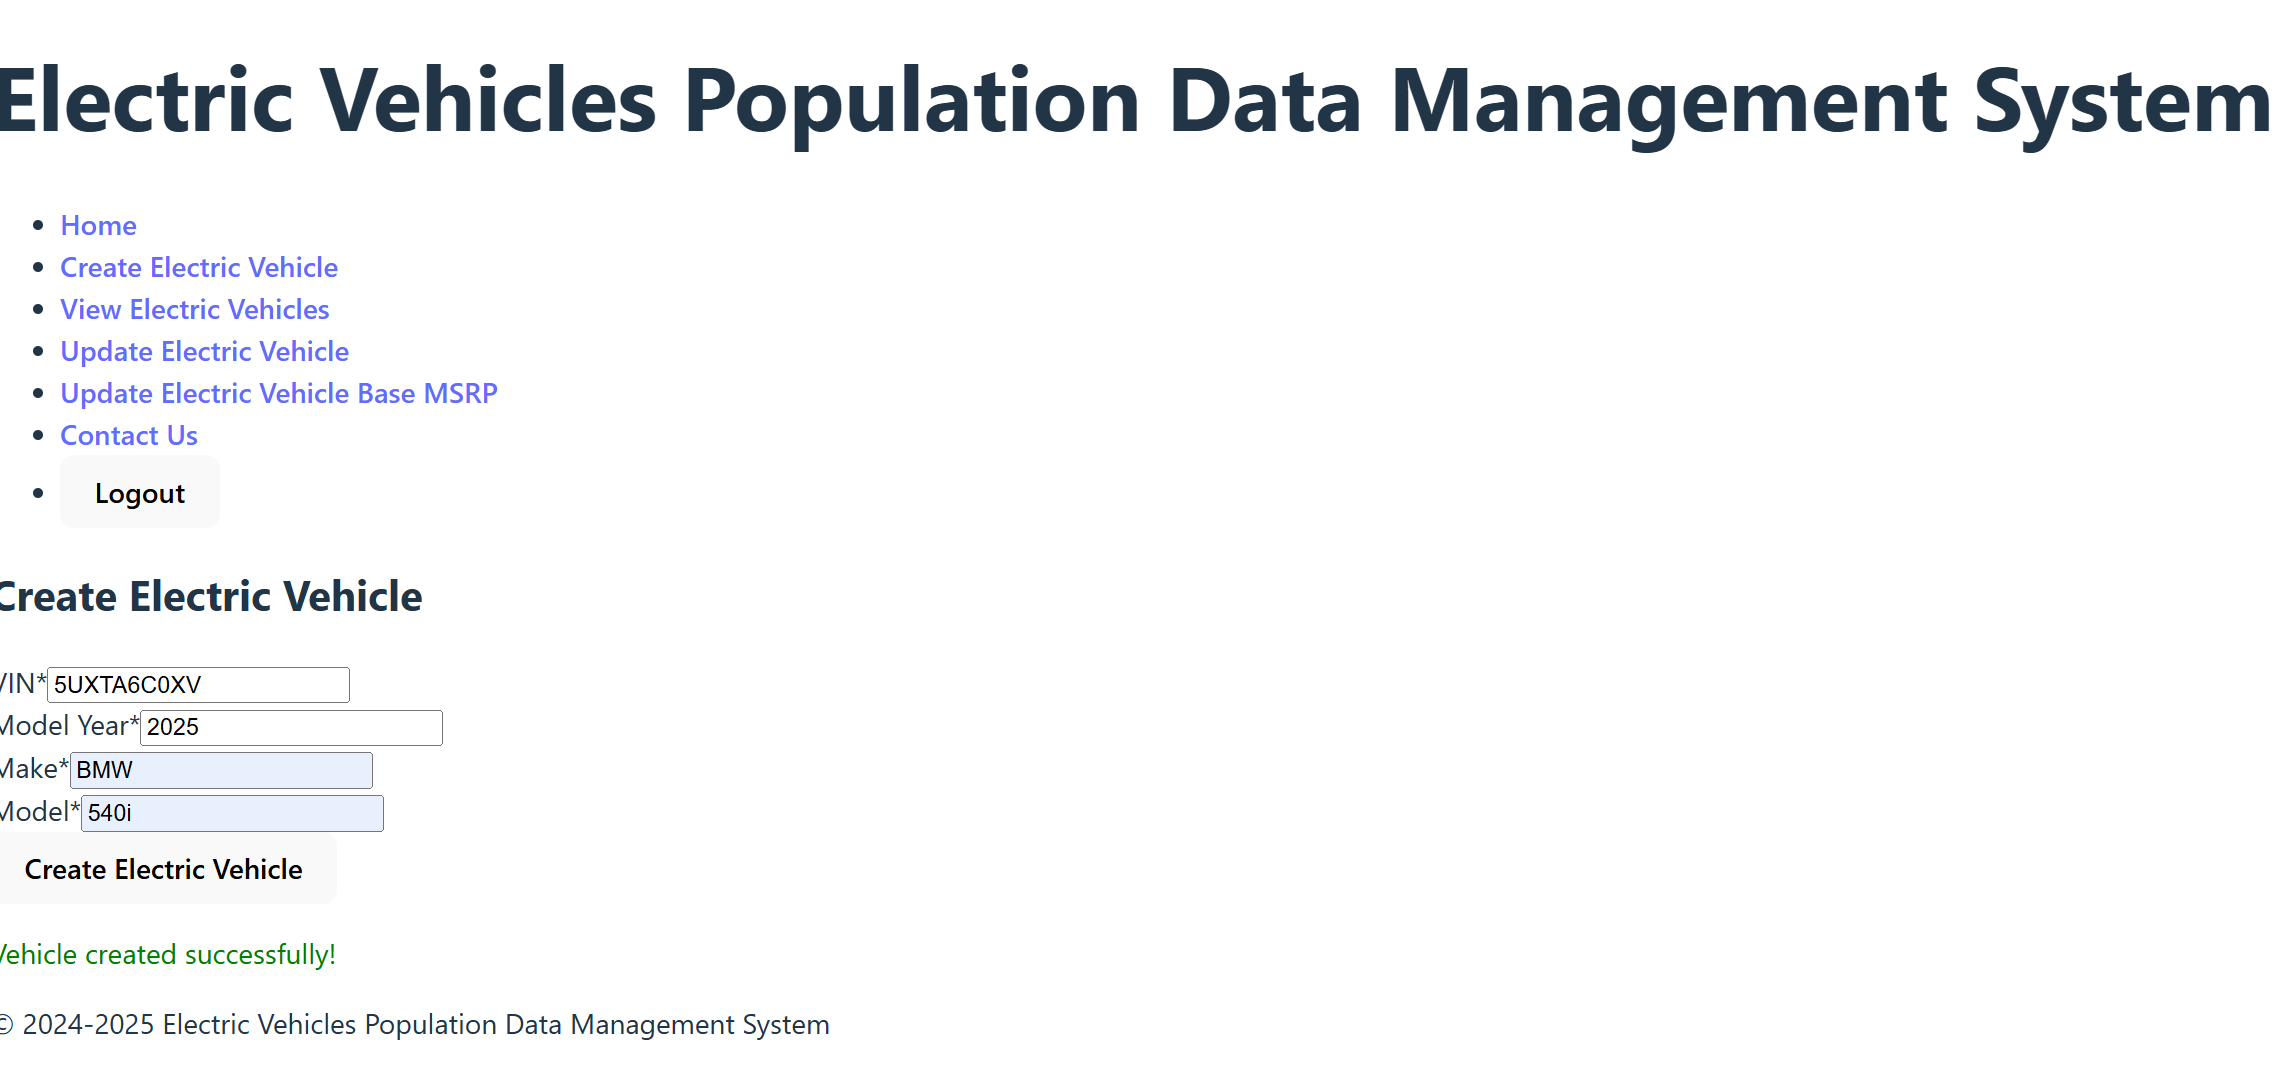 Electric Vehicles Population Data Management System
Home
Create Electric Vehicle
View Electric Vehicles
Update Electric Vehicle
Update Electric Vehicle Base MSRP
Contact Us
Logout
Create Electric Vehicle
VIN* 5UXTA6C0XV
Model Year* 2025
Make* BMW
Model* 540i
Create Electric Vehicle
Vehicle created successfully!
© 2024-2025 Electric Vehicles Population Data Management System